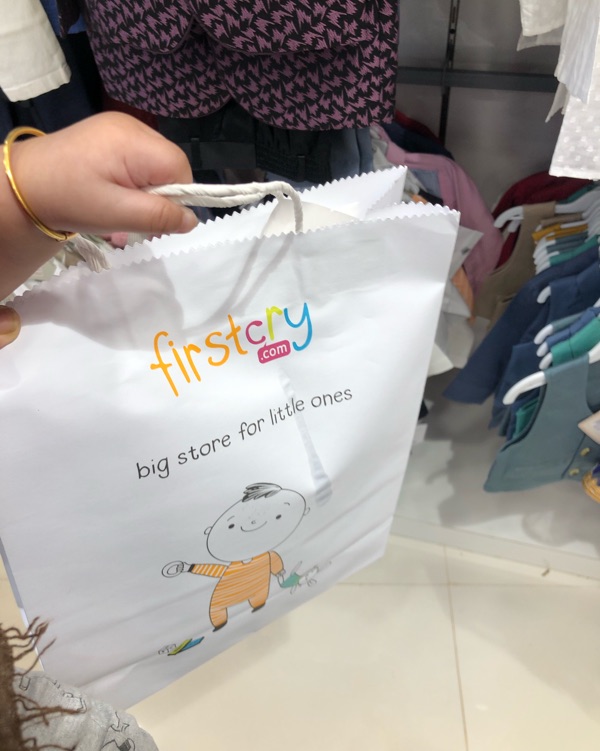 firstcry
.com
big store for little ones